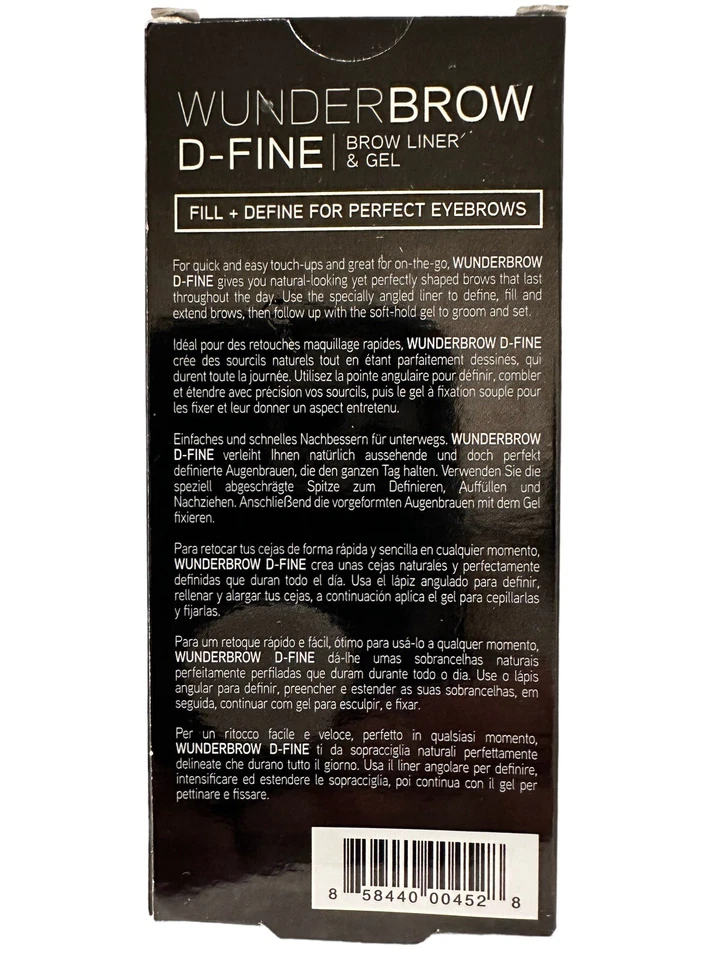 WUNDERBROW
D-FINE | BROW LINER
& GEL
FILL + DEFINE FOR PERFECT EYEBROWS
For quick and easy touch-ups and great for on-the-go, WUNDERBROW
D-FINE gives you natural-looking yet perfectly shaped brows that last
throughout the day. Use the specially angled liner to define, fill and
extend brows, then follow up with the soft-hold gel to groom and set.
Idéal pour des retouches maquillage rapides, WUNDERBROW D-FINE
crée des sourcils naturels tout en étant parfaitement dessinés, qui
durent toute la journée. Utilisez la pointe angulaire pour définir, combler
et étendre avec précision vos sourcils, puis le gel à fixation souple pour
les fixer et leur donner un aspect entretenu.
Einfaches und schnelles Nachbessern für unterwegs. WUNDERBROW
D-FINE verleiht Ihnen natürlich aussehende und doch perfekt
definierte Augenbrauen, die den ganzen Tag halten. Verwenden Sie die
speziell abgeschrägte Spitze zum Definieren, Auffüllen und
Nachziehen. Anschließend die vorgeformten Augenbrauen mit dem Gel
fixieren.
Para retocar tus cejas de forma rápida y sencilla en cualquier momento,
WUNDERBROW D-FINE crea unas cejas naturales y perfectamente
definidas que duran todo el día. Usa el lápiz angulado para definir,
rellenar y alargar tus cejas, a continuación aplica el gel para cepillarlas
y fijarlas.
Para um retoque rápido e fácil, ótimo para usá-lo a qualquer momento,
WUNDERBROW D-FINE dá-lhe umas sobrancelhas naturais
perfeitamente perfiladas que duram durante todo o dia. Use o lápis
angular para definir, preencher e estender as suas sobrancelhas, em
seguida, continuar com gel para esculpir, e fixar.
Per un ritocco facile e veloce, perfetto in qualsiasi momento,
WUNDERBROW D-FINE ti da sopracciglia naturali perfettamente
delineate che durano tutto il giorno. Usa il liner angolare per definire,
intensificare ed estendere le sopracciglia, poi continua con il gel per
pettinare e fissare.
8 58440 00452 8